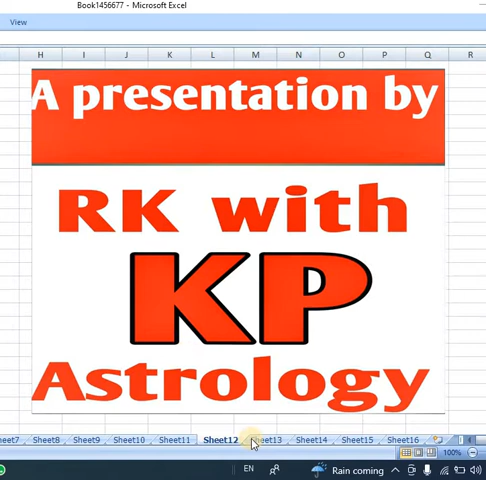 Book1456677 - Microsoft Excel
View
H I J K L M N O P Q R
A presentation by
RK with
KP
Astrology
Sheet8 Sheet9 Sheet10 Sheet11 Sheet12 Sheet13 Sheet14 Sheet15 Sheet16
100%
EN Rain coming